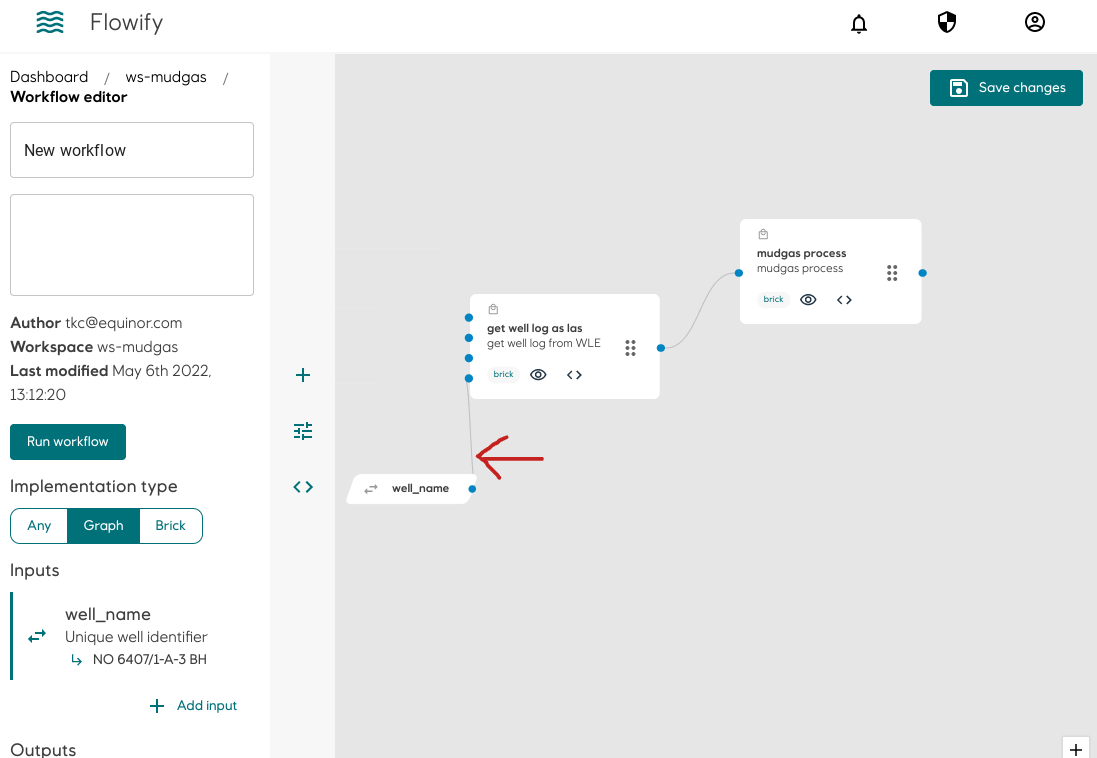 Flowify
Dashboard / ws-mudgas /
Workflow editor
New workflow
Author tkc@equinor.com
Workspace ws-mudgas
Last modified May 6th 2022,
13:12:20
Run workflow
Implementation type
Any Graph Brick
Inputs
well_name
Unique well identifier
NO 6407/1-A-3 BH
Add input
Outputs
Save changes
mudgas process
mudgas process
brick
get well log as las
get well log from WLE
brick
well_name